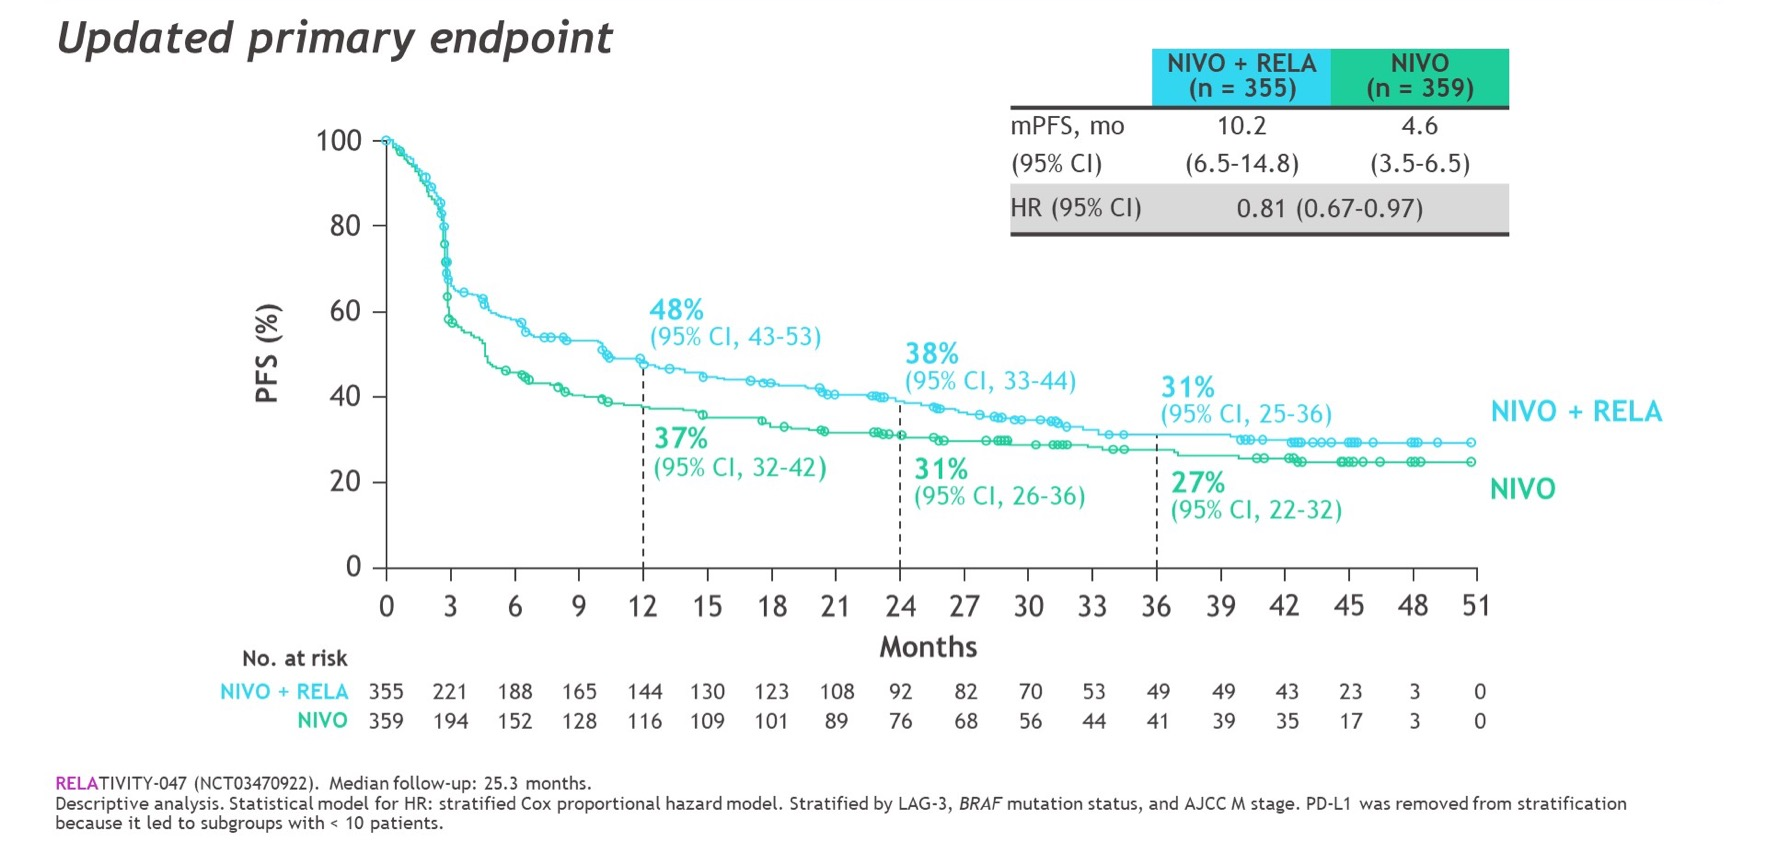 Updated primary endpoint
NIVO + RELA NIVO
(n = 355) (n = 359)
mPFS, mo 10.2 4.6
(95% CI) (6.5-14.8) (3.5-6.5)
HR (95% CI) 0.81 (0.67-0.97)
PFS (%)
100
80
60
40
20
0
48%
(95% CI, 43-53)
38%
(95% CI, 33-44)
31%
(95% CI, 25-36)
NIVO + RELA
37%
(95% CI, 32-42)
31%
(95% CI, 26-36)
27%
(95% CI, 22-32)
NIVO
0 3 6 9 12 15 18 21 24 27 30 33 36 39 42 45 48 51
Months
No. at risk
NIVO + RELA 355 221 188 165 144 130 123 108 92 82 70 53 49 49 43 23 3 0
NIVO 359 194 152 128 116 109 101 89 76 68 56 44 41 39 35 17 3 0
RELATIVITY-047 (NCT03470922). Median follow-up: 25.3 months.
Descriptive analysis. Statistical model for HR: stratified Cox proportional hazard model. Stratified by LAG-3, BRAF mutation status, and AJCC M stage. PD-L1 was removed from stratification
because it led to subgroups with < 10 patients.